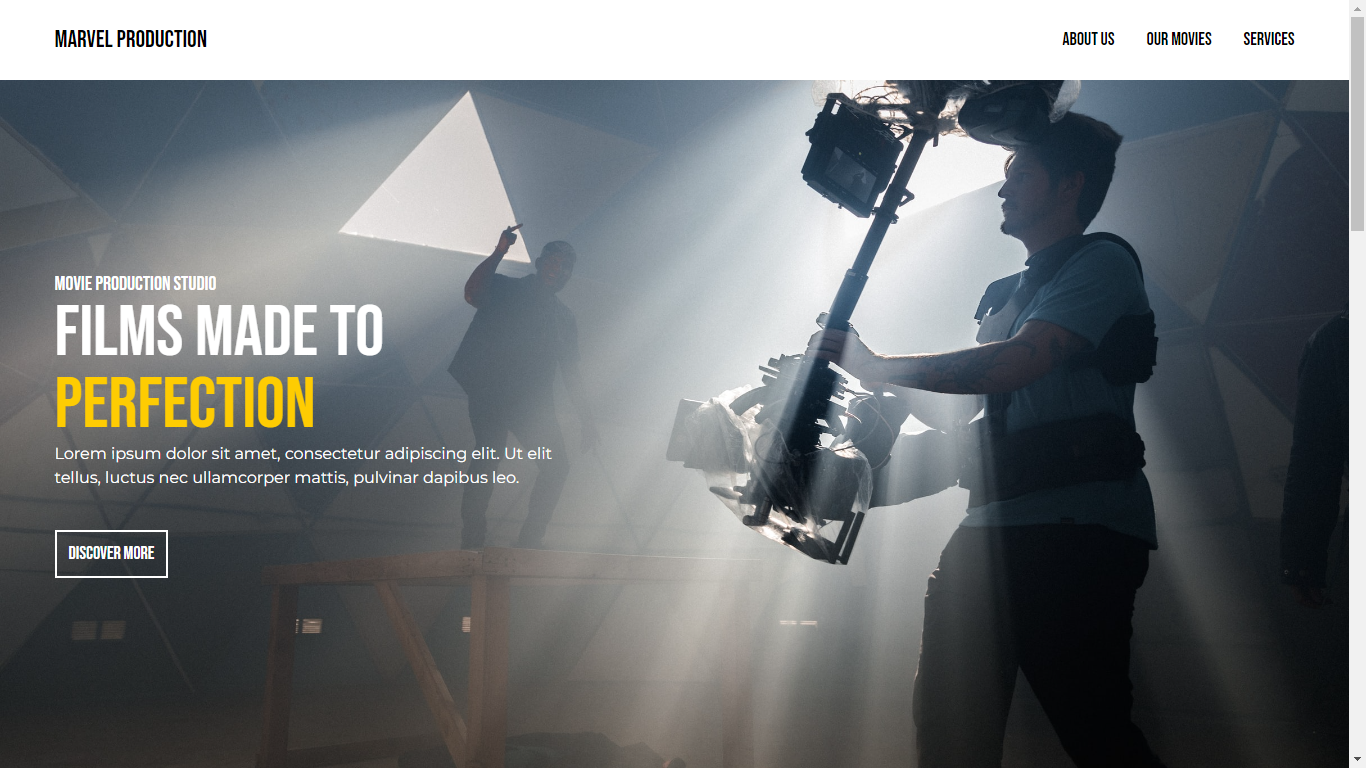 MARVEL PRODUCTION
ABOUT US OUR MOVIES SERVICES
MOVIE PRODUCTION STUDIO
FILMS MADE TO
PERFECTION
Lorem ipsum dolor sit amet, consectetur adipiscing elit. Ut elit
tellus, luctus nec ullamcorper mattis, pulvinar dapibus leo.
DISCOVER MORE